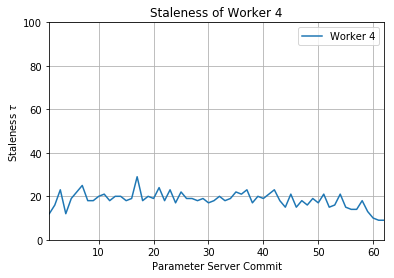 Staleness of Worker 4
Worker 4
Staleness τ
100
80
60
40
20
0
10 20 30 40 50 60
Parameter Server Commit